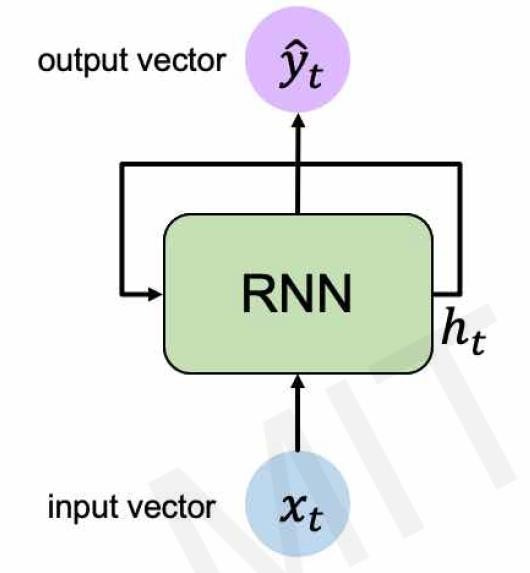 output vector ŷₜ
RNN
hₜ
input vector xₜ
MIT